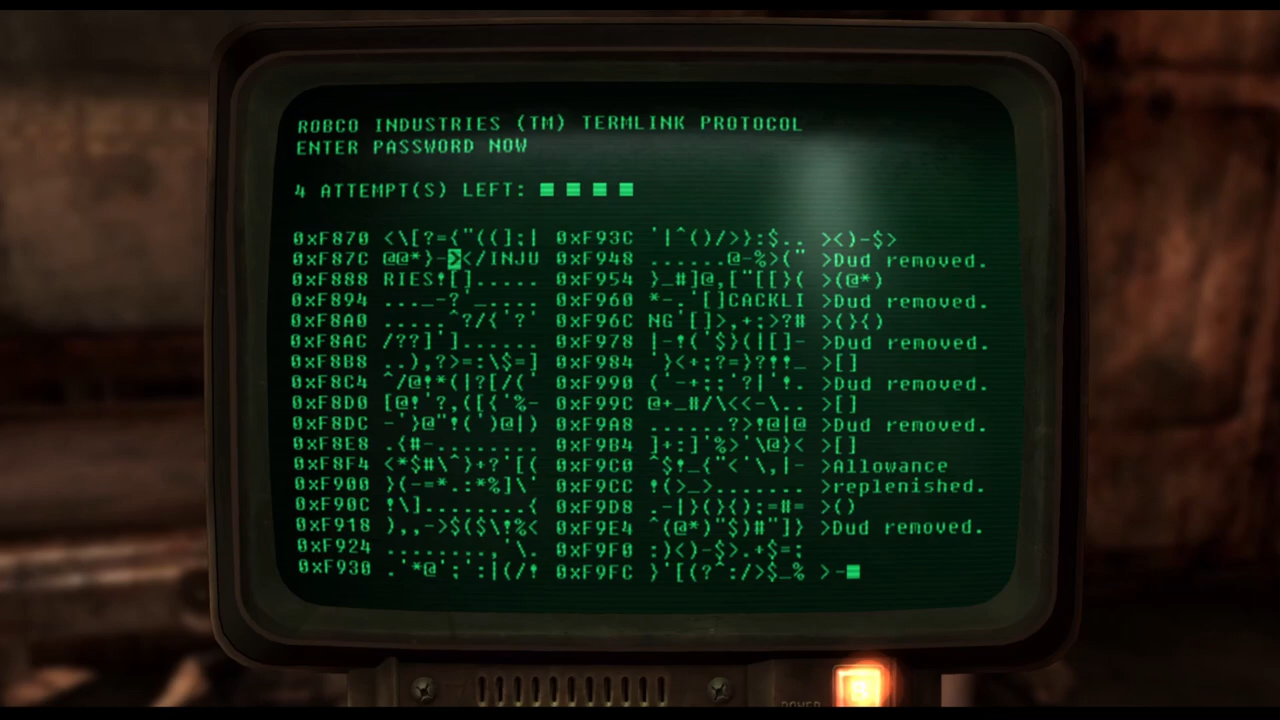 ROBCO INDUSTRIES (TM) TERMLINK PROTOCOL
ENTER PASSWORD NOW
4 ATTEMPT(S) LEFT: ■ ■ ■ ■
0xF870 <\[?={"((];| 0xF93C '|^()/>}:$.. ><)-$>
0xF87C @@*}->&lt;/INJU 0xF948 ......@-%>(" >Dud removed.
0xF888 RIES![]..... 0xF954 }_#]@,["[[}( >(@*)
0xF894 ..._-?'_.... 0xF960 *-.'[]CACKLI >Dud removed.
0xF8A0 .....^?/{'?' 0xF96C NG'[]>,+;>?# >(){}
0xF8AC /??]']...... 0xF978 |-!('$}(|[]- >Dud removed.
0xF8B8 ..),?>=:\$=] 0xF984 '}<+;?=}?!!_ >[]
0xF8C4 ^/@!*(|?[/(' 0xF990 ('-+;:'?|'!. >Dud removed.
0xF8D0 [@!'?,([{'%- 0xF99C @+_#/\<<-\.. >[]
0xF8DC -'}@"!(')@|) 0xF9A8 ......?>!@|@ >Dud removed.
0xF8E8 .{#-........ 0xF9B4 ]+:]'%>'\@}< >[]
0xF8F4 <*$#\^}+?'[( 0xF9C0 ^$!_{"<'\,|- >Allowance
0xF900 }(-=*.:*%]\' 0xF9CC !(>_>....... >replenished.
0xF90C !\]........{ 0xF9D8 .-|}(}{);=#= >()
0xF918 ),,->$($\!%< 0xF9E4 ^(@*)"$)#"]} >Dud removed.
0xF924 ........,'\. 0xF9F0 :)<)-$>.+$=;
0xF930 .'*@';':|(/! 0xF9FC }'[(?^:/>$_% >-■
POWER